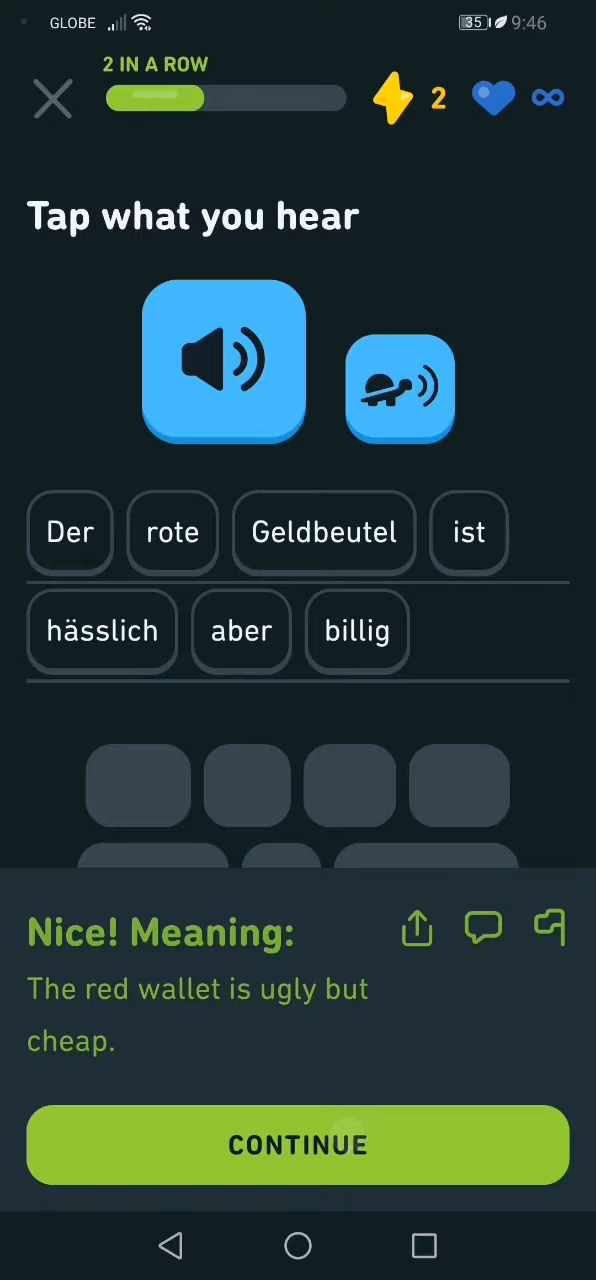 GLOBE 35 9:46
2 IN A ROW
2 ∞
Tap what you hear
Der rote Geldbeutel ist
hässlich aber billig
Nice! Meaning:
The red wallet is ugly but
cheap.
CONTINUE